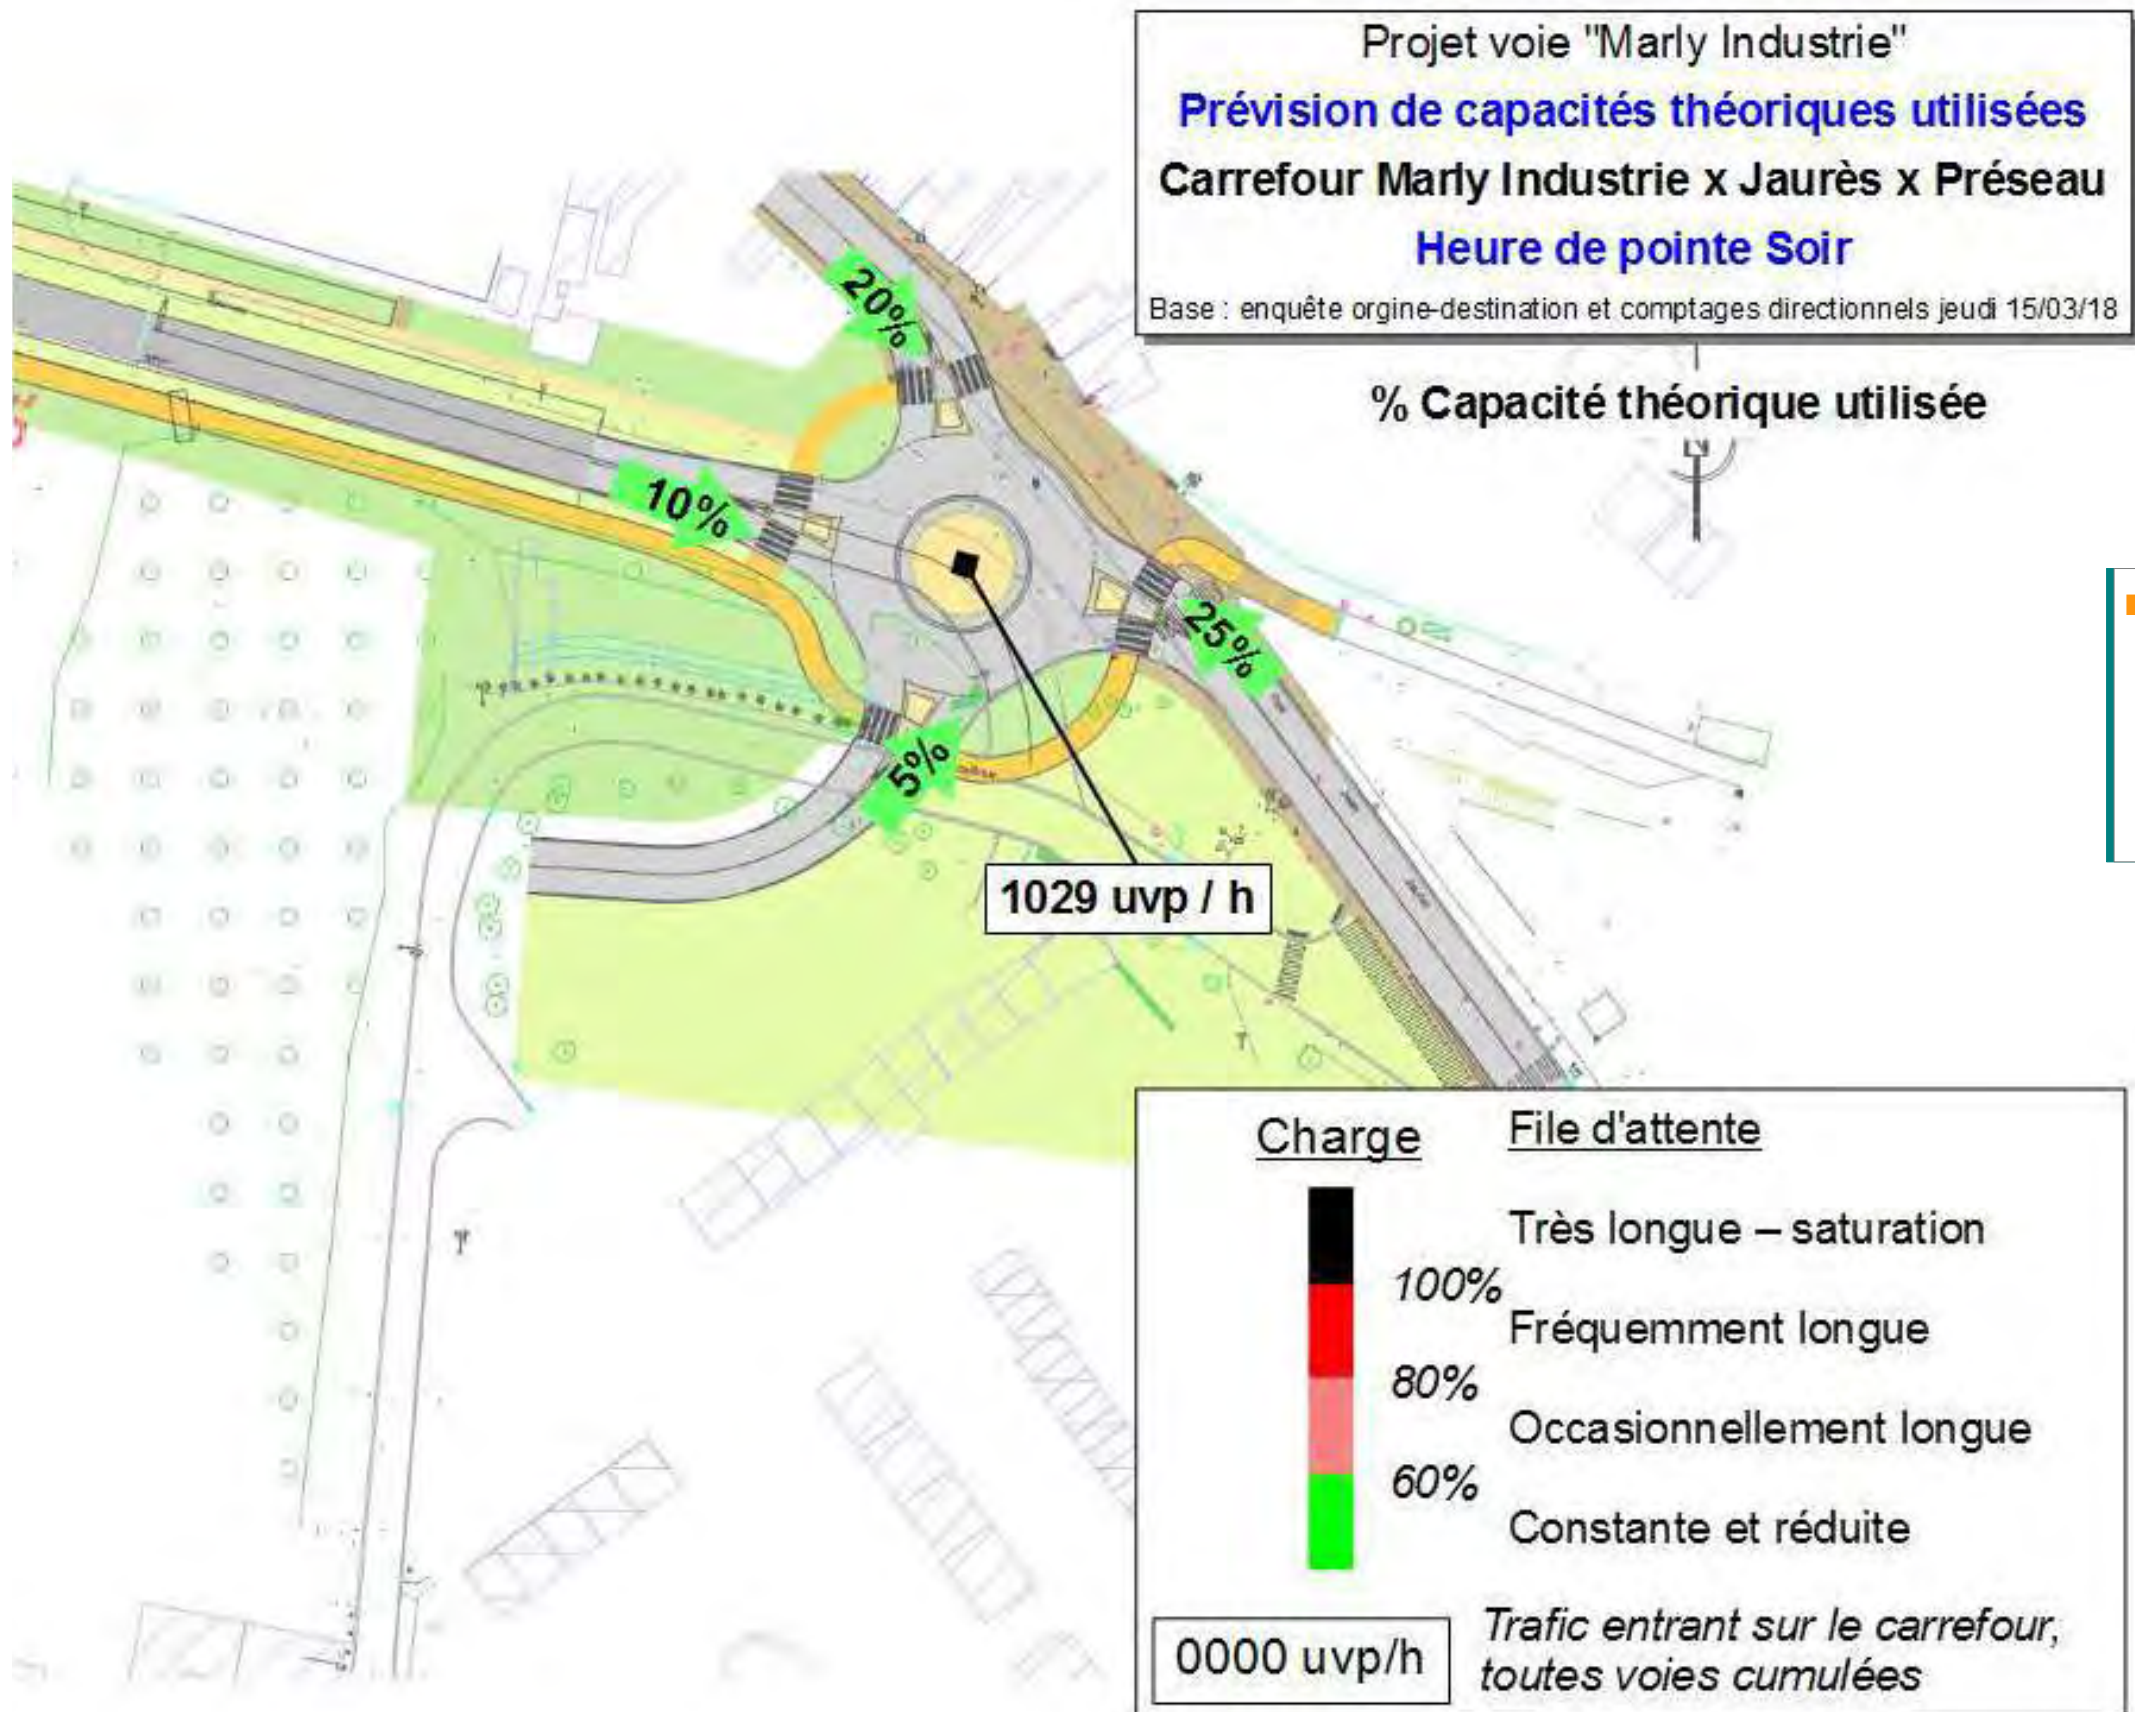 Projet voie "Marly Industrie"
Prévision de capacités théoriques utilisées
Carrefour Marly Industrie x Jaurès x Préseau
Heure de pointe Soir
Base : enquête orgine-destination et comptages directionnels jeudi 15/03/18
% Capacité théorique utilisée
20%
10%
25%
5%
1029 uvp / h
Charge
File d'attente
Très longue – saturation
100%
Fréquemment longue
80%
Occasionnellement longue
60%
Constante et réduite
0000 uvp/h
Trafic entrant sur le carrefour,
toutes voies cumulées